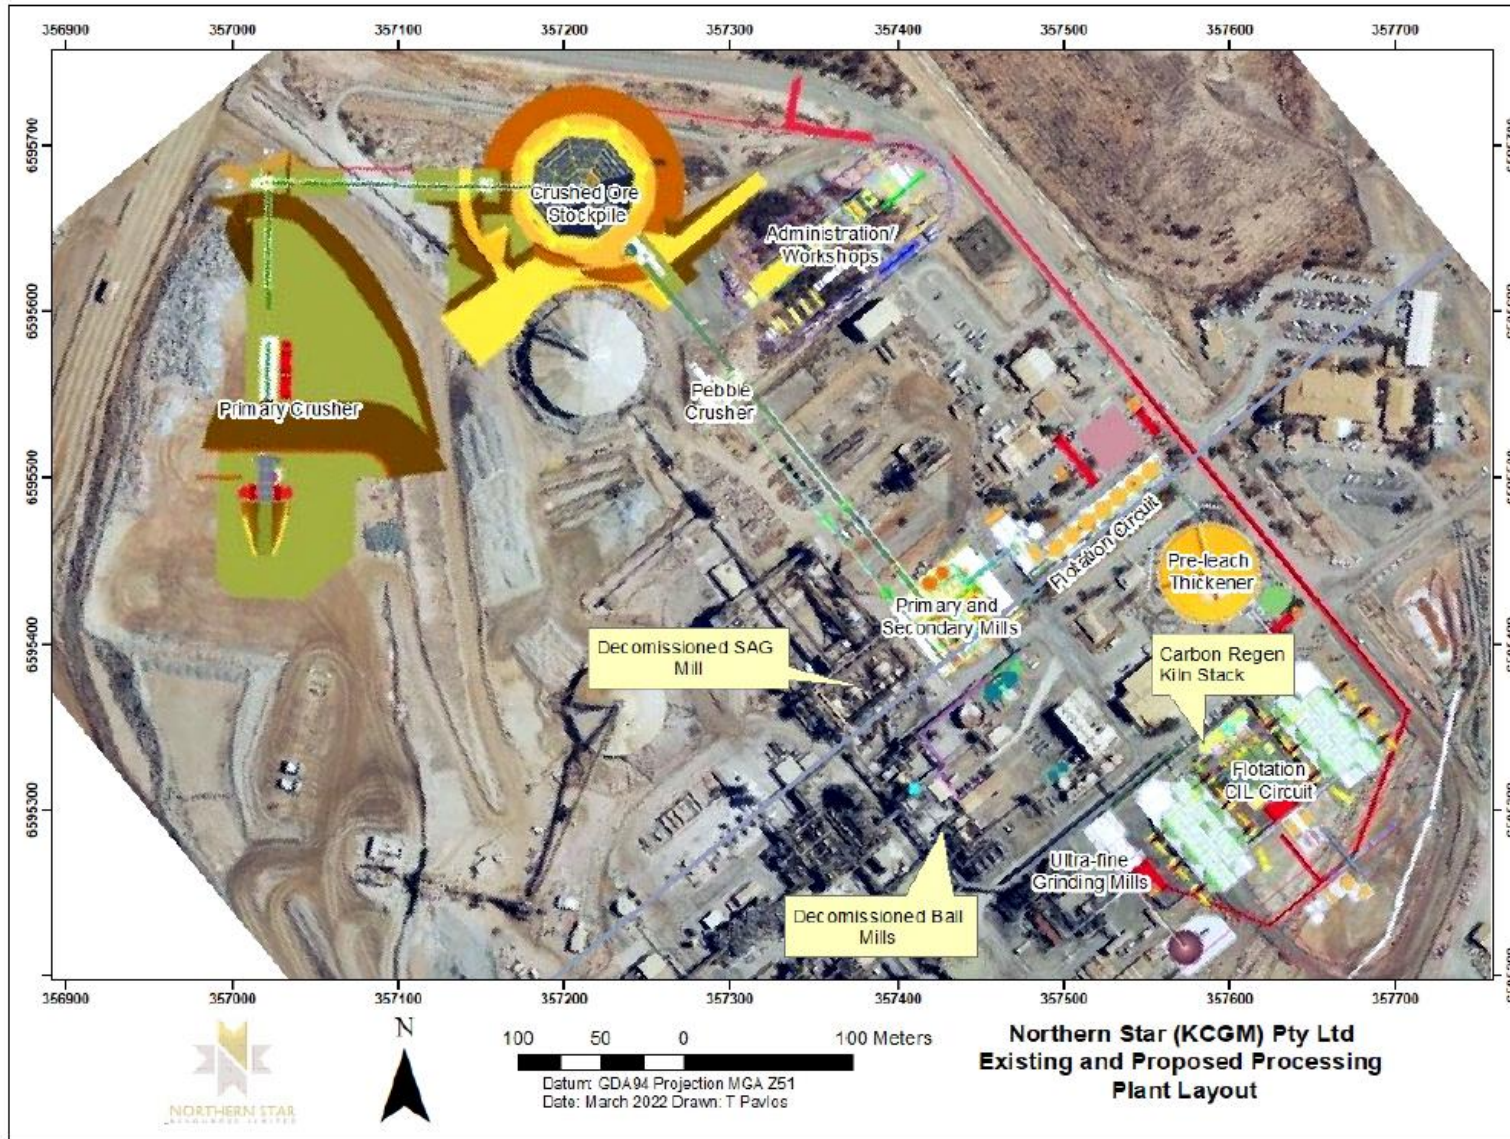 356900 357000 357100 357200 357300 357400 357500 357600 357700
6595700
6595600
6595500
6595400
6595300
Crushed Ore
Stockpile
Administration/
Workshops
Primary Crusher
Pebble
Crusher
Flotation Circuit
Pre-leach
Thickener
Primary and
Secondary Mills
Decomissioned SAG
Mill
Carbon Regen
Kiln Stack
Flotation
CIL Circuit
Ultra-fine
Grinding Mills
Decomissioned Ball
Mills
356900 357000 357100 357200 357300 357400 357500 357600 357700
NORTHERN STAR
RESOURCES LIMITED
N
100 50 0 100 Meters
Datum: GDA94 Projection MGA Z51
Date: March 2022 Drawn: T Pavlos
Northern Star (KCGM) Pty Ltd
Existing and Proposed Processing
Plant Layout